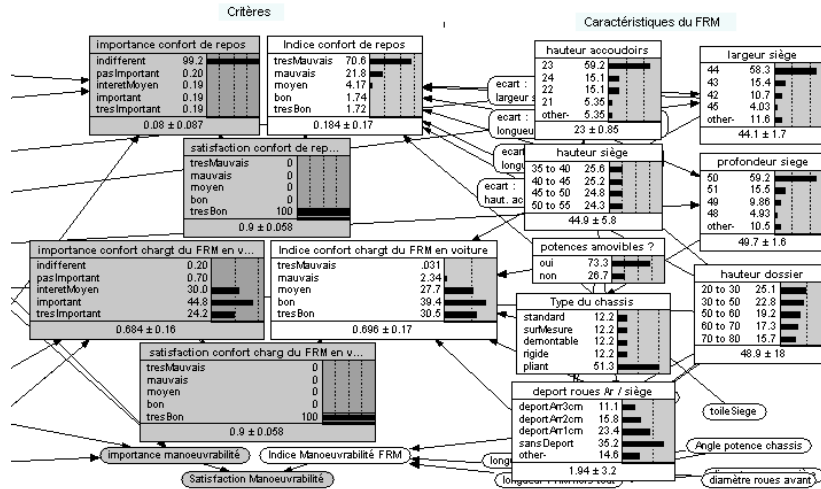 Critères
Caractéristiques du FRM
importance confort de repos
indifferent 99.2
pasImportant 0.20
interetMoyen 0.19
important 0.19
tresImportant 0.19
0.08 ± 0.087
Indice confort de repos
tresMauvais 70.6
mauvais 21.8
moyen 4.17
bon 1.74
tresBon 1.72
0.184 ± 0.17
ecart :
largeur s
ecart :
longueu
ecart
longu
ecart :
haut. ac
hauteur accoudoirs
23 59.2
24 15.1
22 15.1
21 5.35
other- 5.35
23 ± 0.85
largeur siège
44 58.3
43 15.4
42 10.7
45 4.03
other- 11.6
44.1 ± 1.7
satisfaction confort de rep...
tresMauvais 0
mauvais 0
moyen 0
bon 0
tresBon 100
0.9 ± 0.058
hauteur siège
35 to 40 25.6
40 to 45 25.2
45 to 50 24.8
50 to 55 24.3
44.9 ± 5.8
profondeur siege
50 59.2
51 15.5
49 9.86
48 4.93
other- 10.5
49.7 ± 1.6
importance confort chargt du FRM en v...
indifferent 0.20
pasImportant 0.70
interetMoyen 30.0
important 44.8
tresImportant 24.2
0.684 ± 0.16
Indice confort chargt du FRM en voiture
tresMauvais .031
mauvais 2.34
moyen 27.7
bon 39.4
tresBon 30.5
0.696 ± 0.17
potences amovibles ?
oui 73.3
non 26.7
hauteur dossier
20 to 30 25.1
30 to 50 22.8
50 to 60 19.2
60 to 70 17.3
70 to 80 15.7
48.9 ± 18
Type du chassis
standard 12.2
surMesure 12.2
demontable 12.2
rigide 12.2
pliant 51.3
satisfaction confort charg du FRM en v...
tresMauvais 0
mauvais 0
moyen 0
bon 0
tresBon 100
0.9 ± 0.058
deport roues Ar / siège
deportArr3cm 11.1
deportArr2cm 15.8
deportArr1cm 23.4
sansDeport 35.2
other- 14.6
1.94 ± 3.2
toileSiege
importance manoeuvrabilité
Indice Manoeuvrabilité FRM
Angle potence chassis
longu
Satisfaction Manoeuvrabilité
longueur FRM hors tout
diamètre roues avant